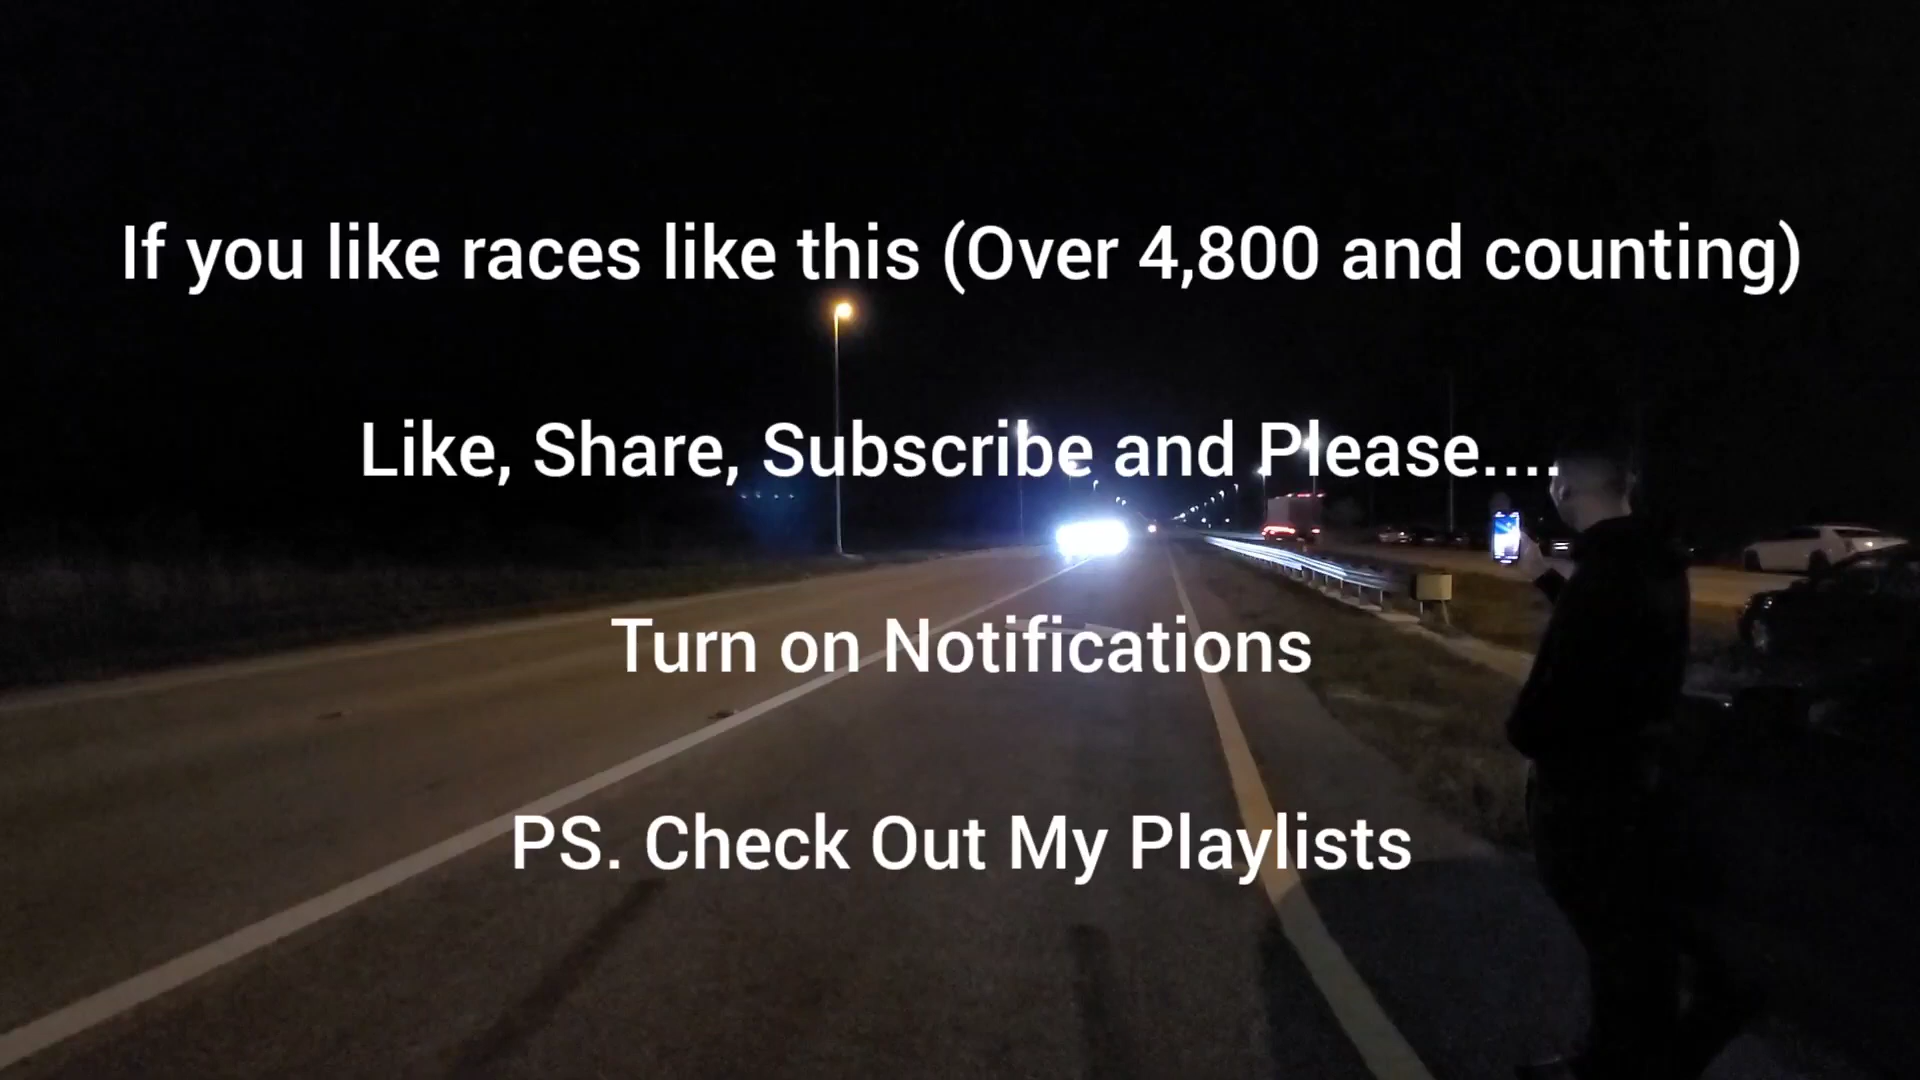 If you like races like this (Over 4,800 and counting)
Like, Share, Subscribe and Please....
Turn on Notifications
PS. Check Out My Playlists